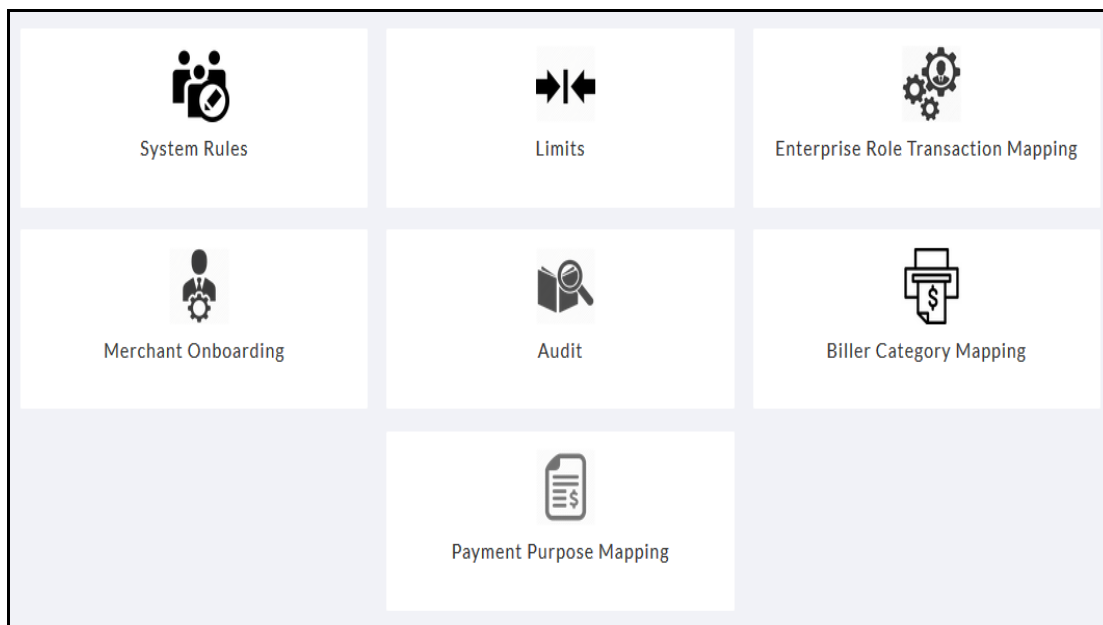 System Rules
Limits
Enterprise Role Transaction Mapping
Merchant Onboarding
Audit
$
Biller Category Mapping
$
Payment Purpose Mapping